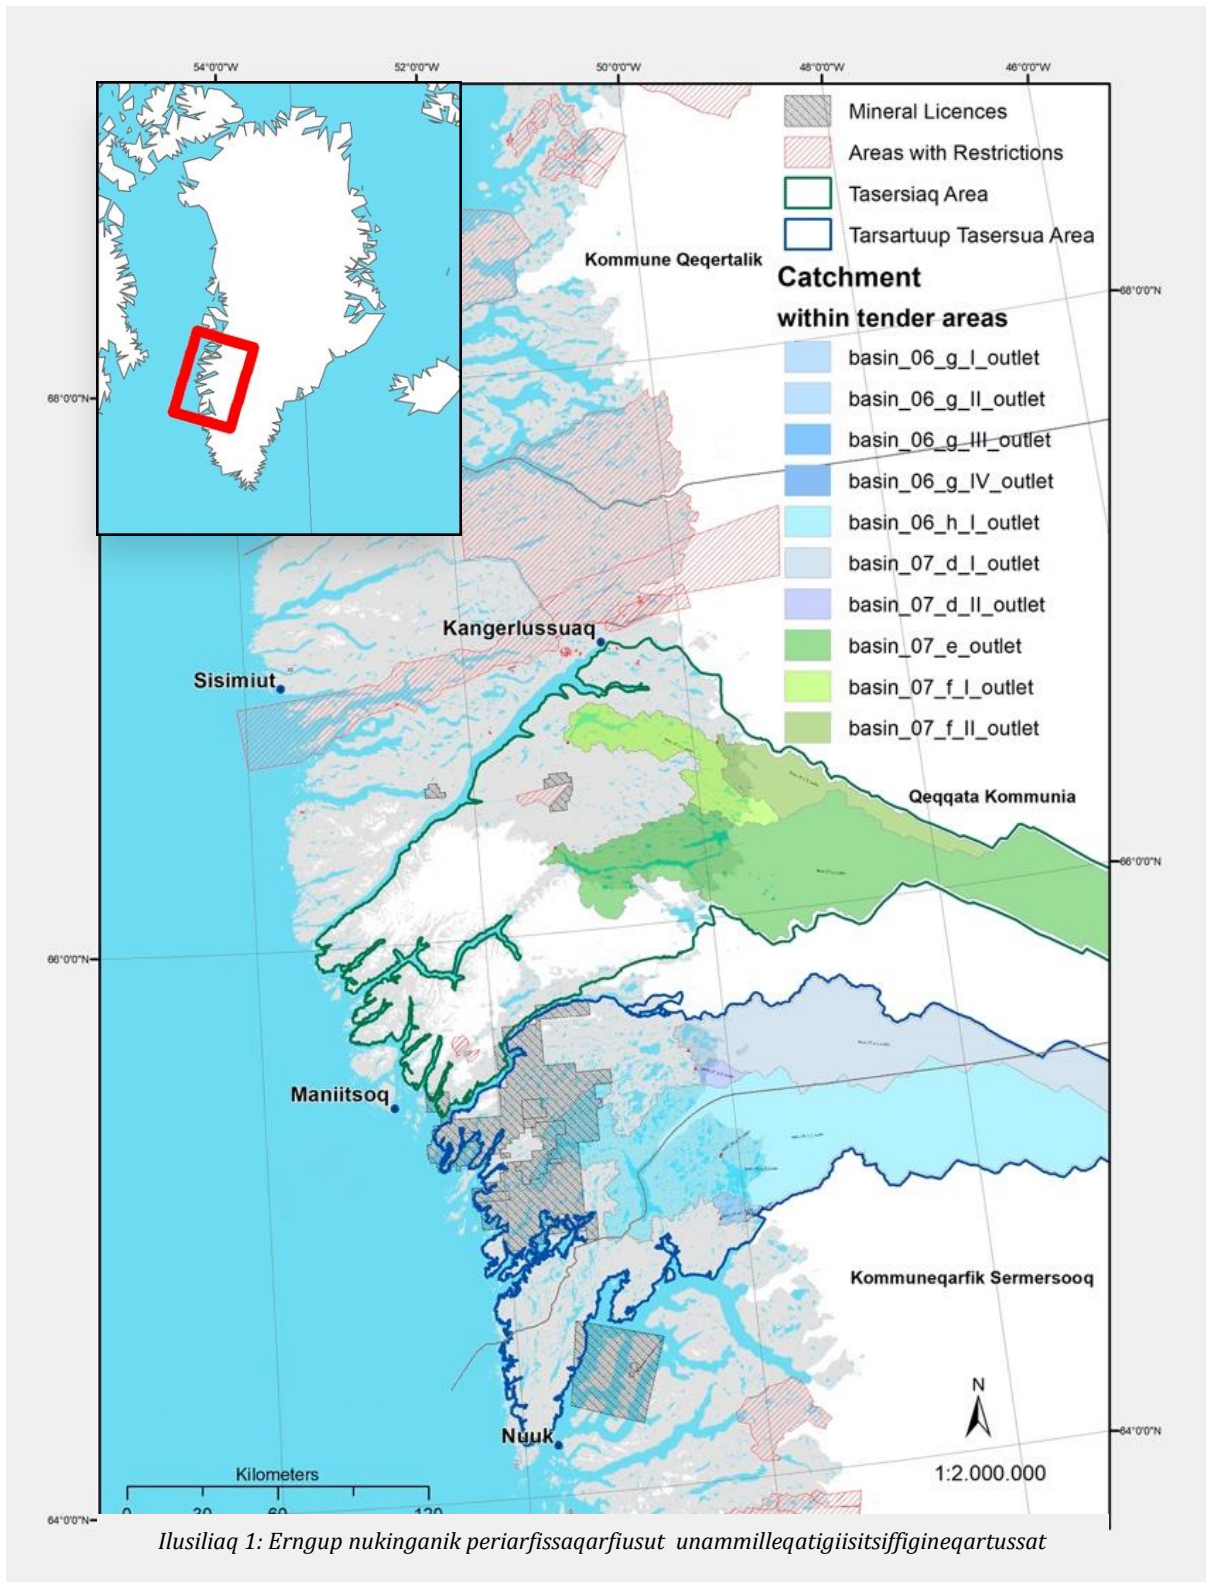 54°0'0"W
52°0'0"W
50°0'0"W
48°0'0"W
46°0'0"W
Mineral Licences
Areas with Restrictions
Tasersiaq Area
Tarsartuup Tasersua Area
Kommune Qeqertalik
Catchment
within tender areas
68°0'0"N
basin_06_g_I_outlet
basin_06_g_II_outlet
68°0'0"N
basin_06_g_III_outlet
basin_06_g_IV_outlet
basin_06_h_I_outlet
basin_07_d_I_outlet
basin_07_d_II_outlet
Kangerlussuaq
basin_07_e_outlet
Sisimiut
basin_07_f_I_outlet
basin_07_f_II_outlet
Qeqqata Kommunia
66°0'0"N
66°0'0"N
Maniitsoq
Kommuneqarfik Sermersooq
N
64°0'0"N
Nuuk
Kilometers
1:2.000.000
0 30 60 120
64°0'0"N
Ilusiliaq 1: Erngup nukinganik periarfissaqarfiusut unammilleqatigiisitsiffigineqartussat